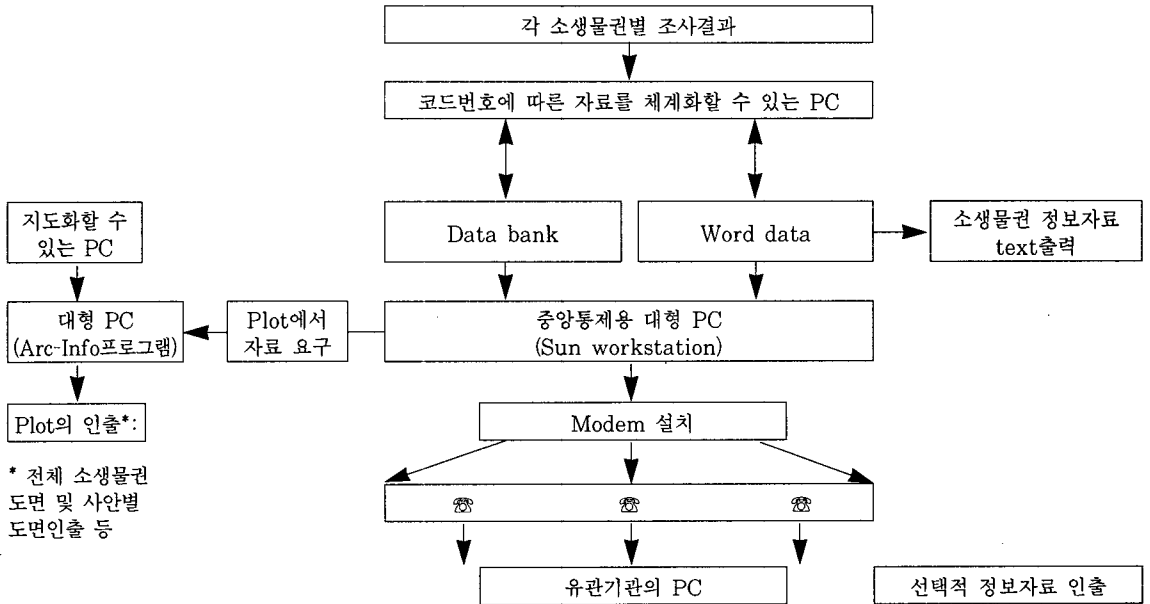 각 소생물권별 조사결과
코드번호에 따른 자료를 체계화할 수 있는 PC
지도화할 수
있는 PC
Data bank
Word data
소생물권 정보자료
text출력
대형 PC
(Arc-Info프로그램)
Plot에서
자료 요구
중앙통제용 대형 PC
(Sun workstation)
Plot의 인출*:
Modem 설치
* 전체 소생물권
도면 및 사안별
도면인출 등
유관기관의 PC
선택적 정보자료 인출